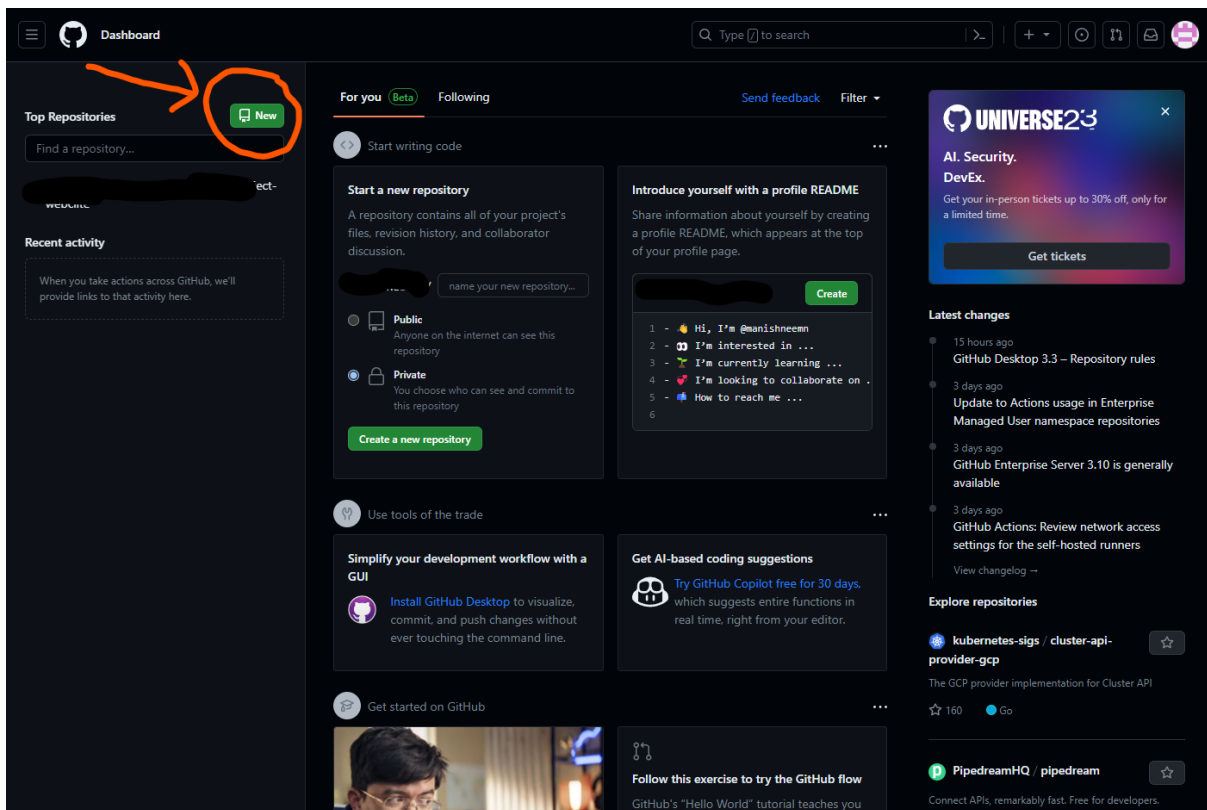 Dashboard
Type / to search
Top Repositories
New
Find a repository...
ject-
Recent activity
When you take actions across GitHub, we'll
provide links to that activity here.
For you Beta Following
Send feedback Filter
Start writing code
Start a new repository
A repository contains all of your project's
files, revision history, and collaborator
discussion.
name your new repository...
Public
Anyone on the internet can see this
repository
Private
You choose who can see and commit to
this repository
Create a new repository
Introduce yourself with a profile README
Share information about yourself by creating
a profile README, which appears at the top
of your profile page.
Create
1 - 👋 Hi, I'm @manishneemn
2 - 👀 I'm interested in ...
3 - 🌱 I'm currently learning ...
4 - 💞️ I'm looking to collaborate on .
5 - 📫 How to reach me ...
6
Use tools of the trade
Simplify your development workflow with a
GUI
Install GitHub Desktop to visualize,
commit, and push changes without
ever touching the command line.
Get AI-based coding suggestions
Try GitHub Copilot free for 30 days,
which suggests entire functions in
real time, right from your editor.
Get started on GitHub
Follow this exercise to try the GitHub flow
GitHub's "Hello World" tutorial teaches you
UNIVERSE23
AI. Security.
DevEx.
Get your in-person tickets up to 30% off, only for
a limited time.
Get tickets
Latest changes
15 hours ago
GitHub Desktop 3.3 – Repository rules
3 days ago
Update to Actions usage in Enterprise
Managed User namespace repositories
3 days ago
GitHub Enterprise Server 3.10 is generally
available
3 days ago
GitHub Actions: Review network access
settings for the self-hosted runners
View changelog →
Explore repositories
kubernetes-sigs / cluster-api-
provider-gcp
The GCP provider implementation for Cluster API
160 Go
PipedreamHQ / pipedream
Connect APIs, remarkably fast. Free for developers.